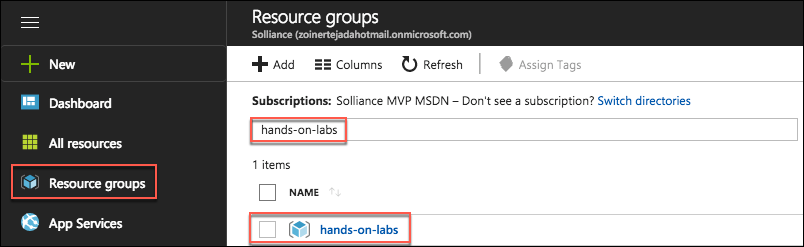 Resource groups
Solliance (zoinertejadahotmail.onmicrosoft.com)
New
Dashboard
All resources
Resource groups
App Services
Add Columns Refresh Assign Tags
Subscriptions: Solliance MVP MSDN – Don't see a subscription? Switch directories
hands-on-labs
1 items
NAME
hands-on-labs